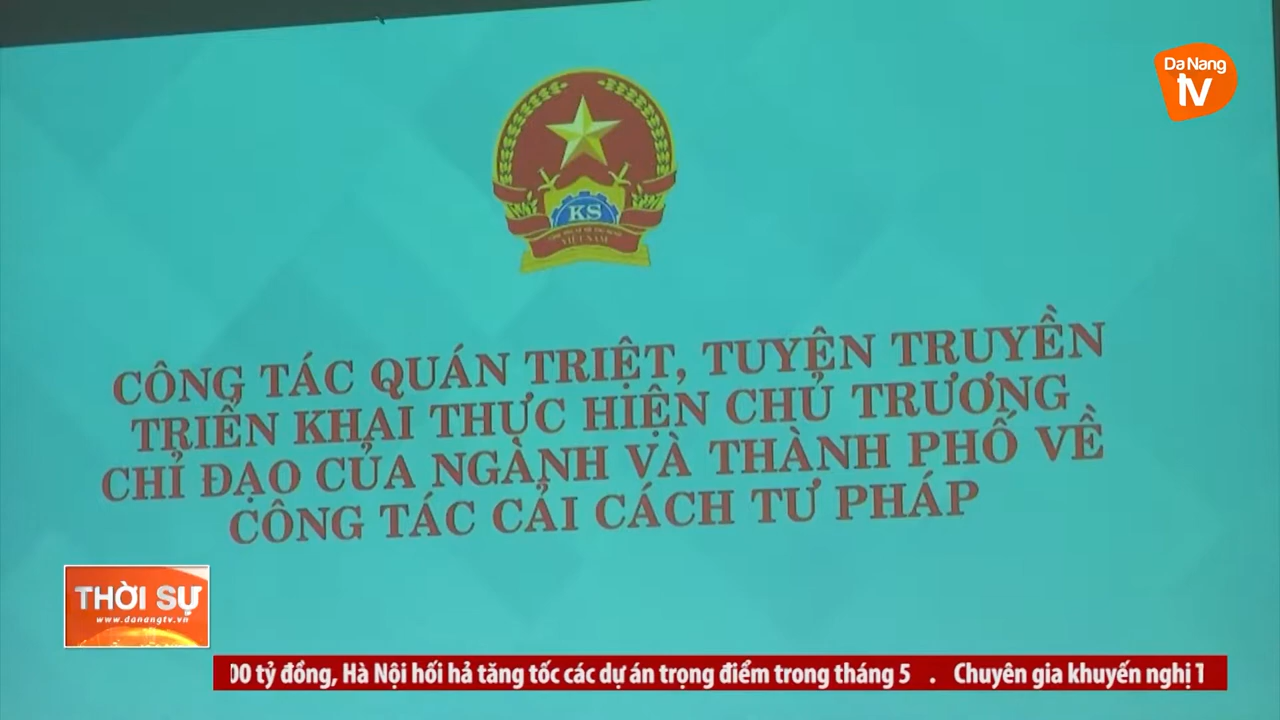 Da Nang
tv
KS
VIỆT NAM
CÔNG TÁC QUÁN TRIỆT, TUYÊN TRUYỀN
TRIỂN KHAI THỰC HIỆN CHỦ TRƯƠNG
CHỈ ĐẠO CỦA NGÀNH VÀ THÀNH PHỐ VỀ
CÔNG TÁC CẢI CÁCH TƯ PHÁP
THỜI SỰ
www.danangtv.vn
00 tỷ đồng, Hà Nội hối hả tăng tốc các dự án trọng điểm trong tháng 5 . Chuyên gia khuyến nghị 1